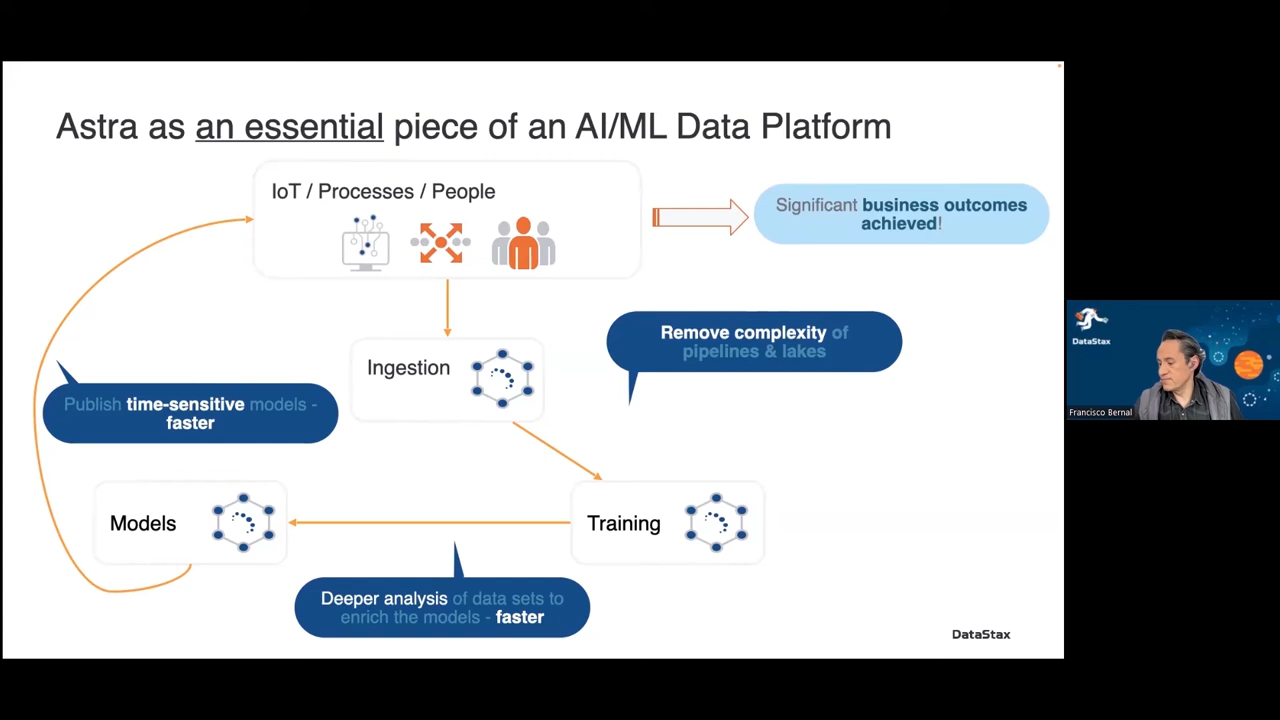 Astra as an essential piece of an AI/ML Data Platform
IoT / Processes / People
Significant business outcomes
achieved!
Remove complexity of
pipelines & lakes
Ingestion
Publish time-sensitive models -
faster
Models
Training
Deeper analysis of data sets to
enrich the models - faster
DataStax
DataStax
Francisco Bernal